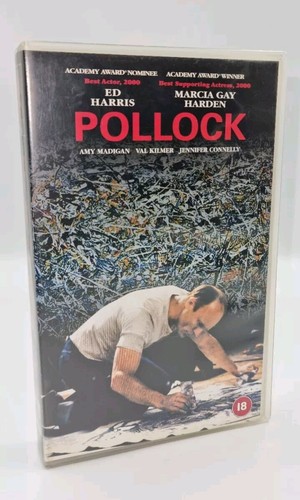 ACADEMY AWARD NOMINEE ACADEMY AWARD WINNER
Best Actor, 2000 Best Supporting Actress, 2000
ED MARCIA GAY
HARRIS HARDEN
POLLOCK
AMY MADIGAN VAL KILMER JENNIFER CONNELLY
18